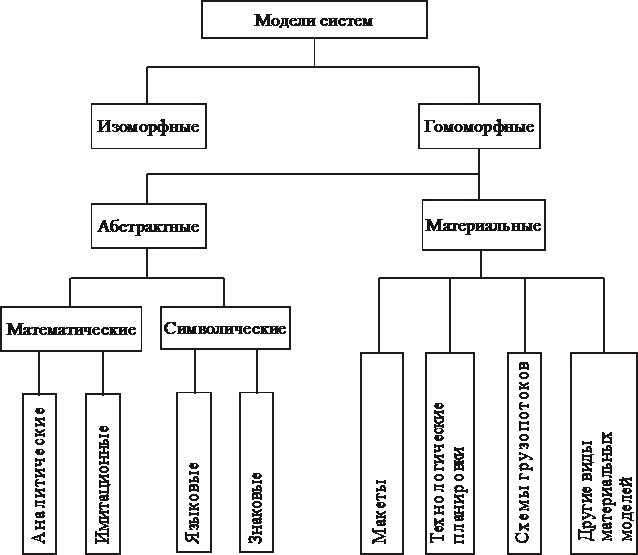 Модели систем
Изоморфные
Гомоморфные
Абстрактные
Материальные
Математические
Символические
Аналитические
Имитационные
Языковые
Знаковые
Макеты
Технологические
планировки
Схемы грузопотоков
Другие виды
материальных
моделей